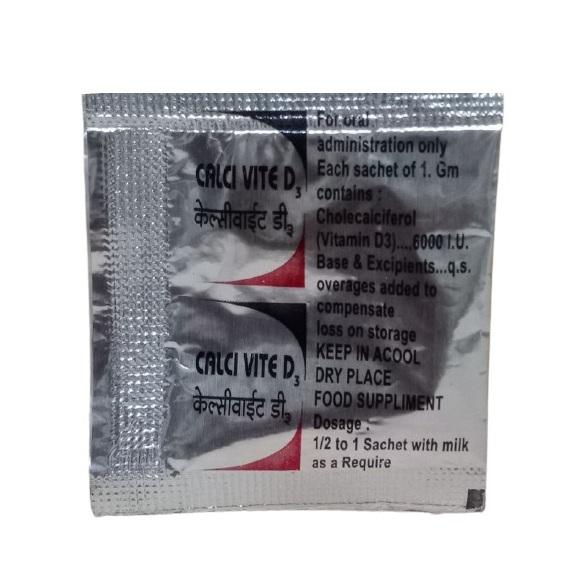 CALCI VITE D3
केल्सीवाईट डी3
CALCI VITE D3
केल्सीवाईट डी3
For oral
administration only
Each sachet of 1. Gm
contains :
Cholecalciferol
(Vitamin D3)....6000 I.U.
Base & Excipients...q.s.
overages added to
compensate
loss on storage
KEEP IN ACOOL
DRY PLACE
FOOD SUPPLIMENT
Dosage :
1/2 to 1 Sachet with milk
as a Require